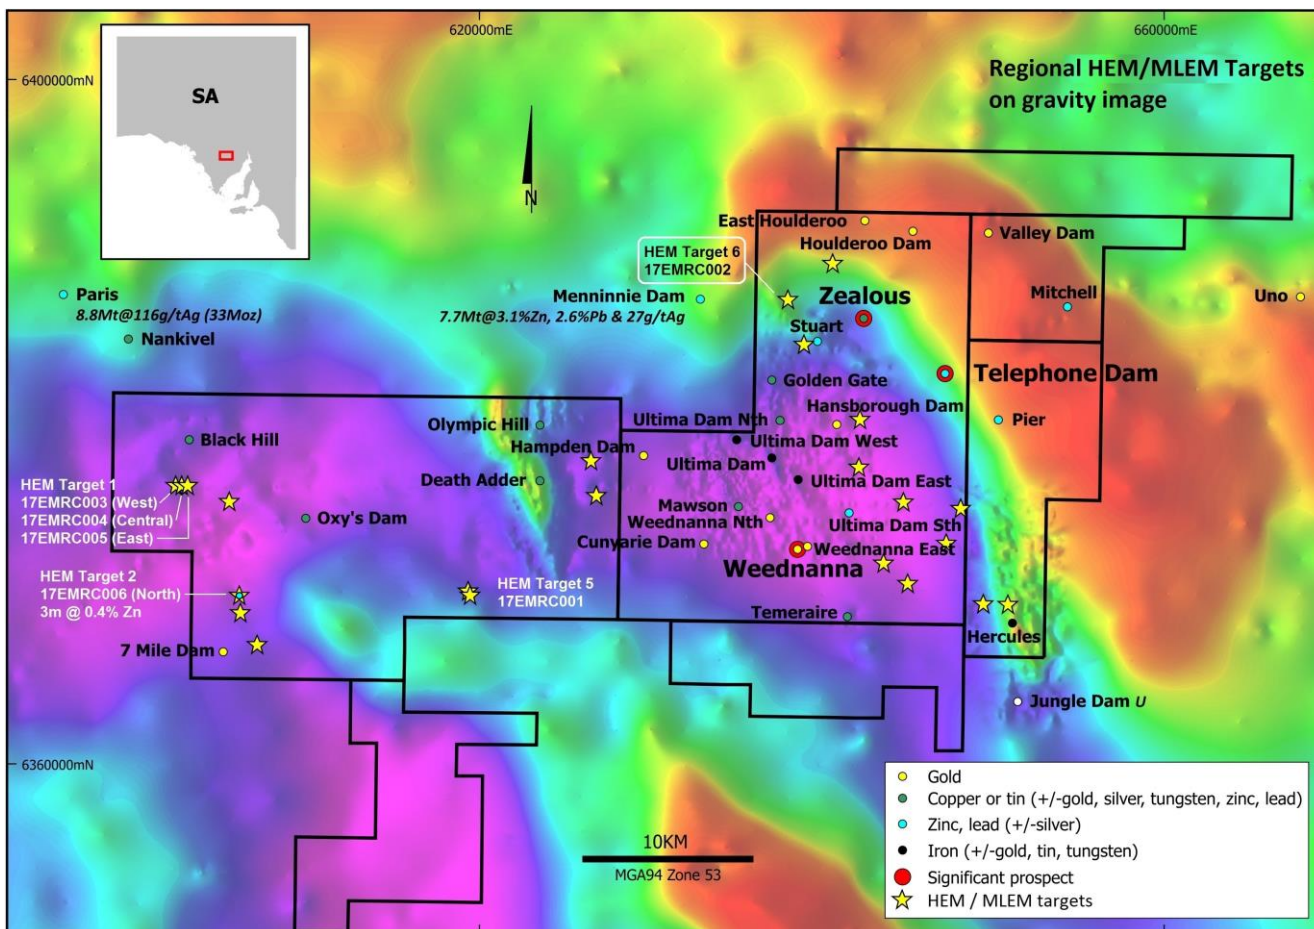 620000mE
660000mE
6400000mN
Regional HEM/MLEM Targets
on gravity image
SA
N
East Houlderoo
Houlderoo Dam
Valley Dam
HEM Target 6
17EMRC002
Paris
8.8Mt@116g/tAg (33Moz)
Nankivel
Menninnie Dam
7.7Mt@3.1%Zn, 2.6%Pb & 27g/tAg
Zealous
Mitchell
Uno
Stuart
Telephone Dam
Golden Gate
Hansborough Dam
Pier
Black Hill
Olympic Hill
Hampden Dam
Ultima Dam Nth
Ultima Dam West
Ultima Dam
Death Adder
Ultima Dam East
HEM Target 1
17EMRC003 (West)
17EMRC004 (Central)
17EMRC005 (East)
Oxy's Dam
Mawson
Weednanna Nth
Ultima Dam Sth
Cunyarie Dam
Weednanna East
Weednanna
HEM Target 2
17EMRC006 (North)
3m @ 0.4% Zn
HEM Target 5
17EMRC001
Temeraire
Hercules
7 Mile Dam
Jungle Dam U
6360000mN
10KM
MGA94 Zone 53
Gold
Copper or tin (+/-gold, silver, tungsten, zinc, lead)
Zinc, lead (+/-silver)
Iron (+/-gold, tin, tungsten)
Significant prospect
HEM / MLEM targets